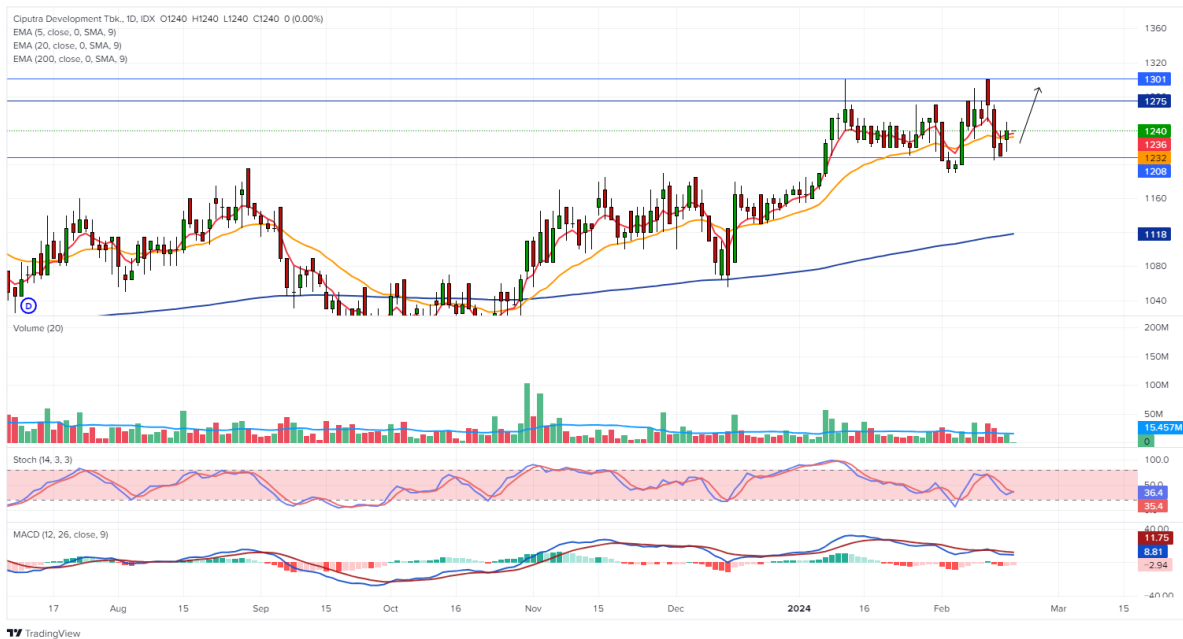 Ciputra Development Tbk., 1D, IDX O1240 H1240 L1240 C1240 0 (0.00%)
EMA (5, close, 0, SMA, 9)
EMA (20, close, 0, SMA, 9)
EMA (200, close, 0, SMA, 9)
1360
1320
1301
1275
1240
1236
1232
1208
1160
1118
1080
1040
D
Volume (20)
200M
150M
100M
50M
15.457M
0
Stoch (14, 3, 3)
100.0
36.4
35.4
MACD (12, 26, close, 9)
40.00
11.75
8.81
−2.94
−40.00
17 Aug 15 Sep 15 Oct 16 Nov 15 Dec 2024 16 Feb Mar 15
TradingView